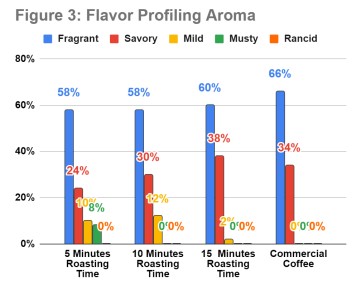 Figure 3: Flavor Profiling Aroma
Fragrant Savory Mild Musty Rancid
80%
60%
40%
20%
0%
58% 24% 10% 8% 0%
58% 30% 12% 0% 0%
60% 38% 2% 0% 0%
66% 34% 0% 0% 0%
5 Minutes
Roasting
Time
10 Minutes
Roasting
Time
15 Minutes
Roasting
Time
Commercial
Coffee